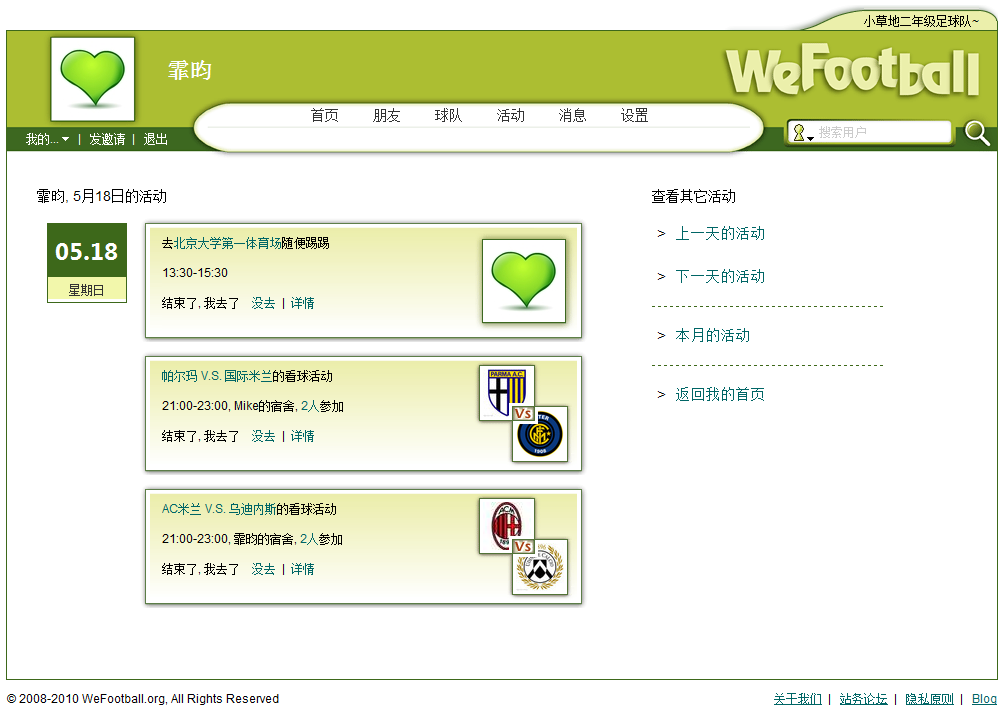 小草地二年级足球队~
霏昀
WeFootball
首页 朋友 球队 活动 消息 设置
我的... | 发邀请 | 退出
搜索用户
霏昀, 5月18日的活动
05.18
星期日
去北京大学第一体育场随便踢踢
13:30-15:30
结束了, 我去了 没去 | 详情
帕尔玛 V.S. 国际米兰的看球活动
21:00-23:00, Mike的宿舍, 2人参加
结束了, 我去了 没去 | 详情
PARMA A.C.
Vs
INTER
1908
AC米兰 V.S. 乌迪内斯的看球活动
21:00-23:00, 霏昀的宿舍, 2人参加
结束了, 我去了 没去 | 详情
ACM
Vs
查看其它活动
> 上一天的活动
> 下一天的活动
> 本月的活动
> 返回我的首页
© 2008-2010 WeFootball.org, All Rights Reserved
关于我们 | 站务论坛 | 隐私原则 | Blog